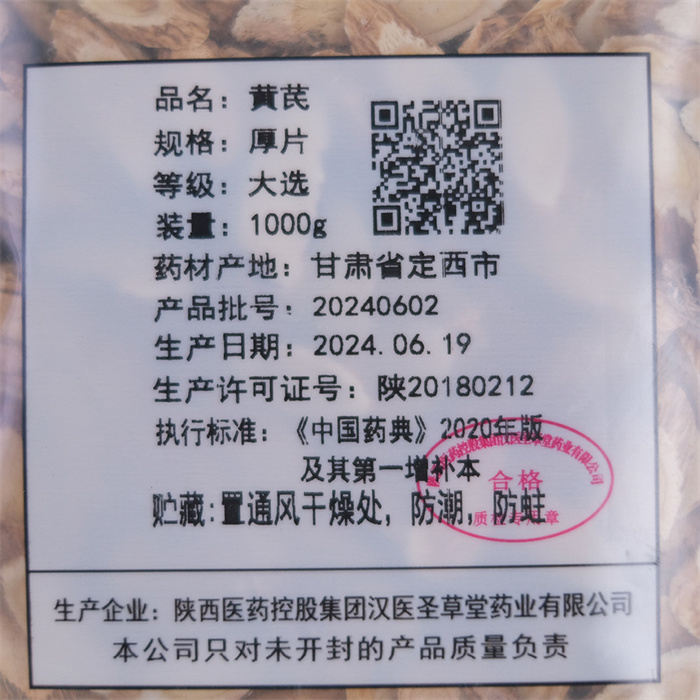 品名：黄芪
规格：厚片
等级：大选
装量：1000g
药材产地：甘肃省定西市
产品批号：20240602
生产日期：2024.06.19
生产许可证号：陕20180212
执行标准：《中国药典》2020年版
及其第一增补本
贮藏:置通风干燥处，防潮，防蛀
合格
质检专用章
生产企业：陕西医药控股集团汉医圣草堂药业有限公司
本公司只对未开封的产品质量负责